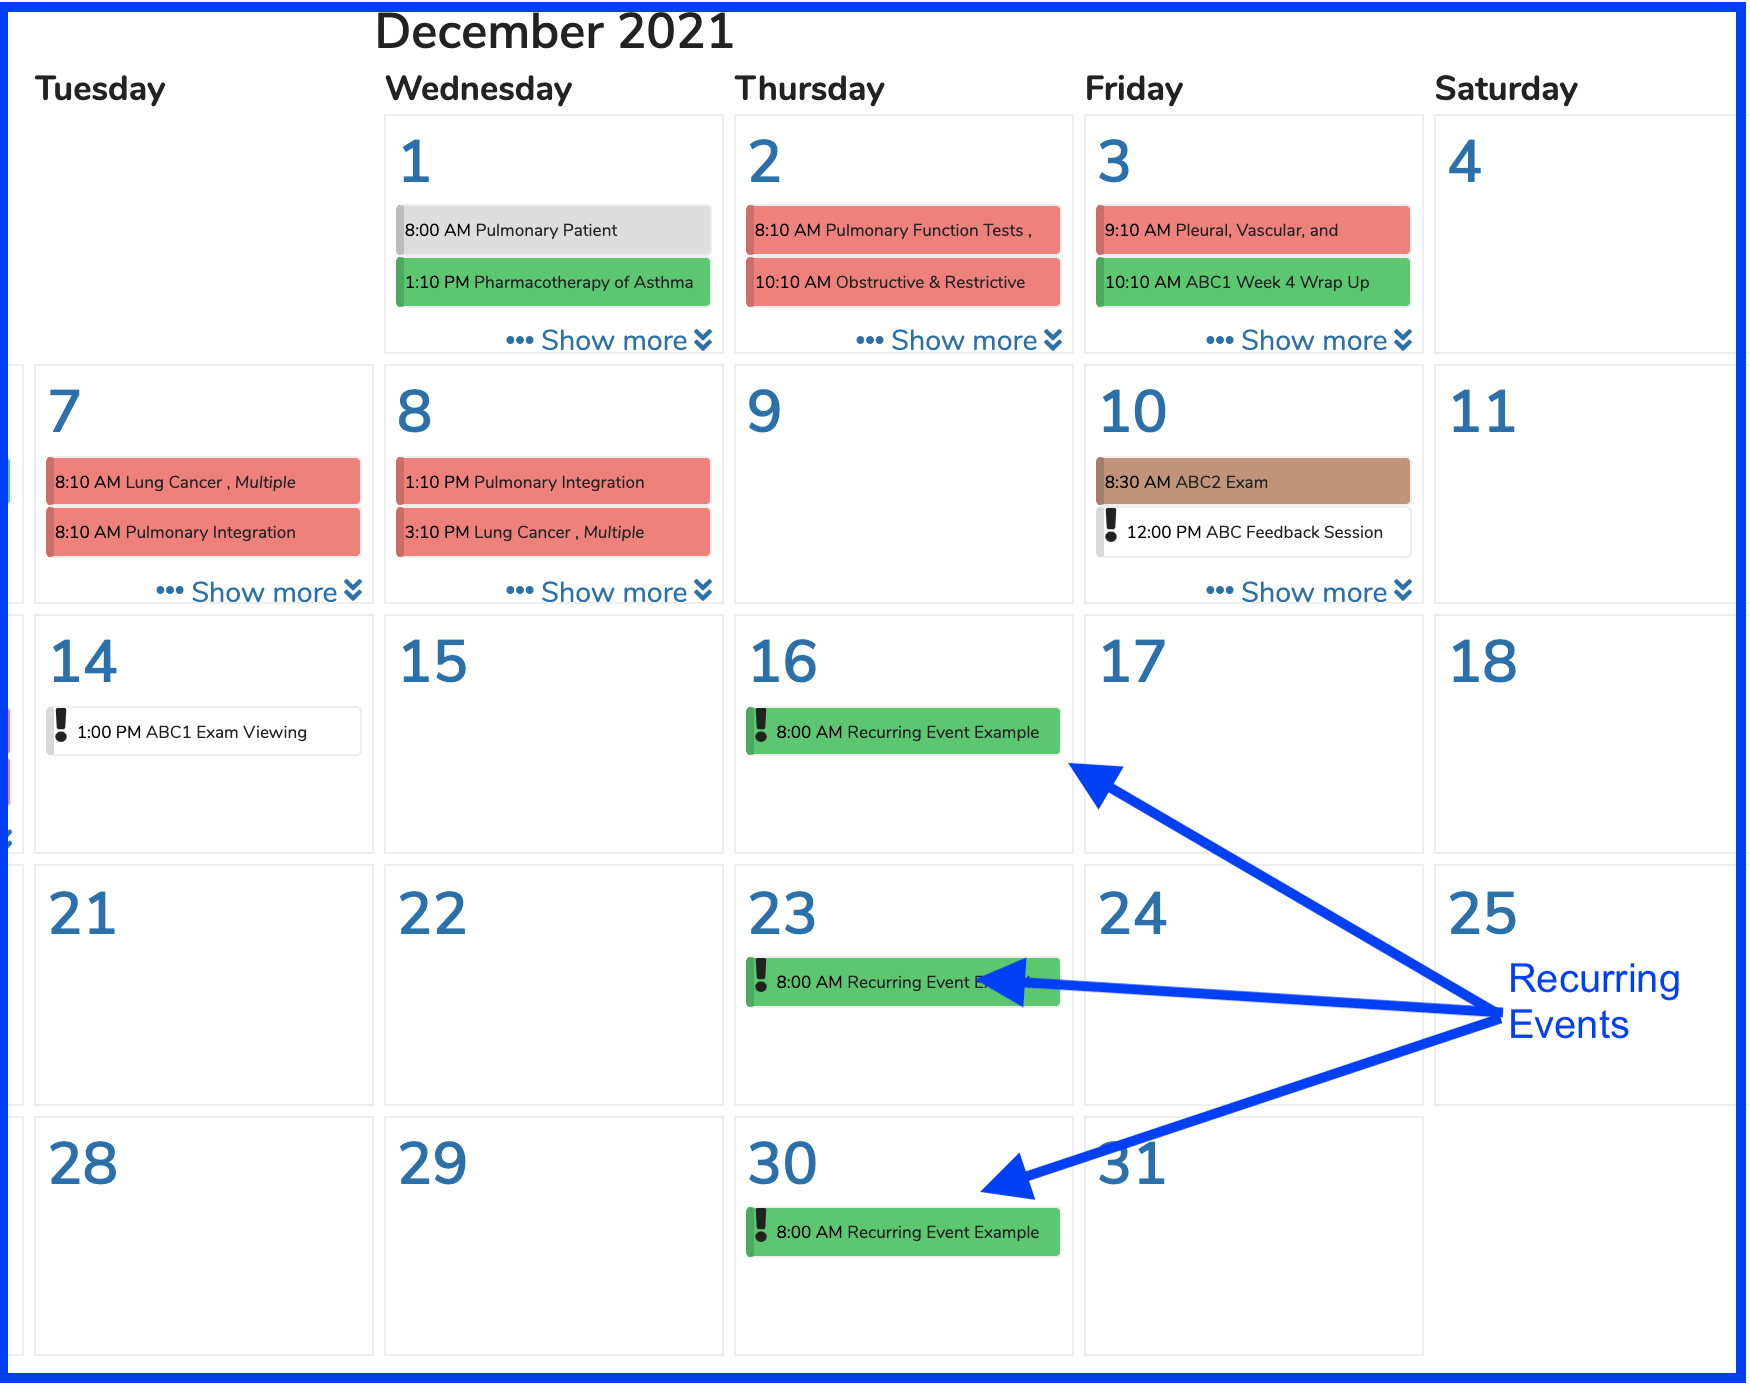 December 2021
Tuesday Wednesday Thursday Friday Saturday
1 2 3 4
8:00 AM Pulmonary Patient 8:10 AM Pulmonary Function Tests , 9:10 AM Pleural, Vascular, and
1:10 PM Pharmacotherapy of Asthma 10:10 AM Obstructive & Restrictive 10:10 AM ABC1 Week 4 Wrap Up
••• Show more ••• Show more ••• Show more
7 8 9 10 11
8:10 AM Lung Cancer , Multiple 1:10 PM Pulmonary Integration 8:30 AM ABC2 Exam
8:10 AM Pulmonary Integration 3:10 PM Lung Cancer , Multiple ! 12:00 PM ABC Feedback Session
••• Show more ••• Show more ••• Show more
14 15 16 17 18
! 1:00 PM ABC1 Exam Viewing ! 8:00 AM Recurring Event Example
21 22 23 24 25
! 8:00 AM Recurring Event
Recurring
Events
28 29 30 31
! 8:00 AM Recurring Event Example